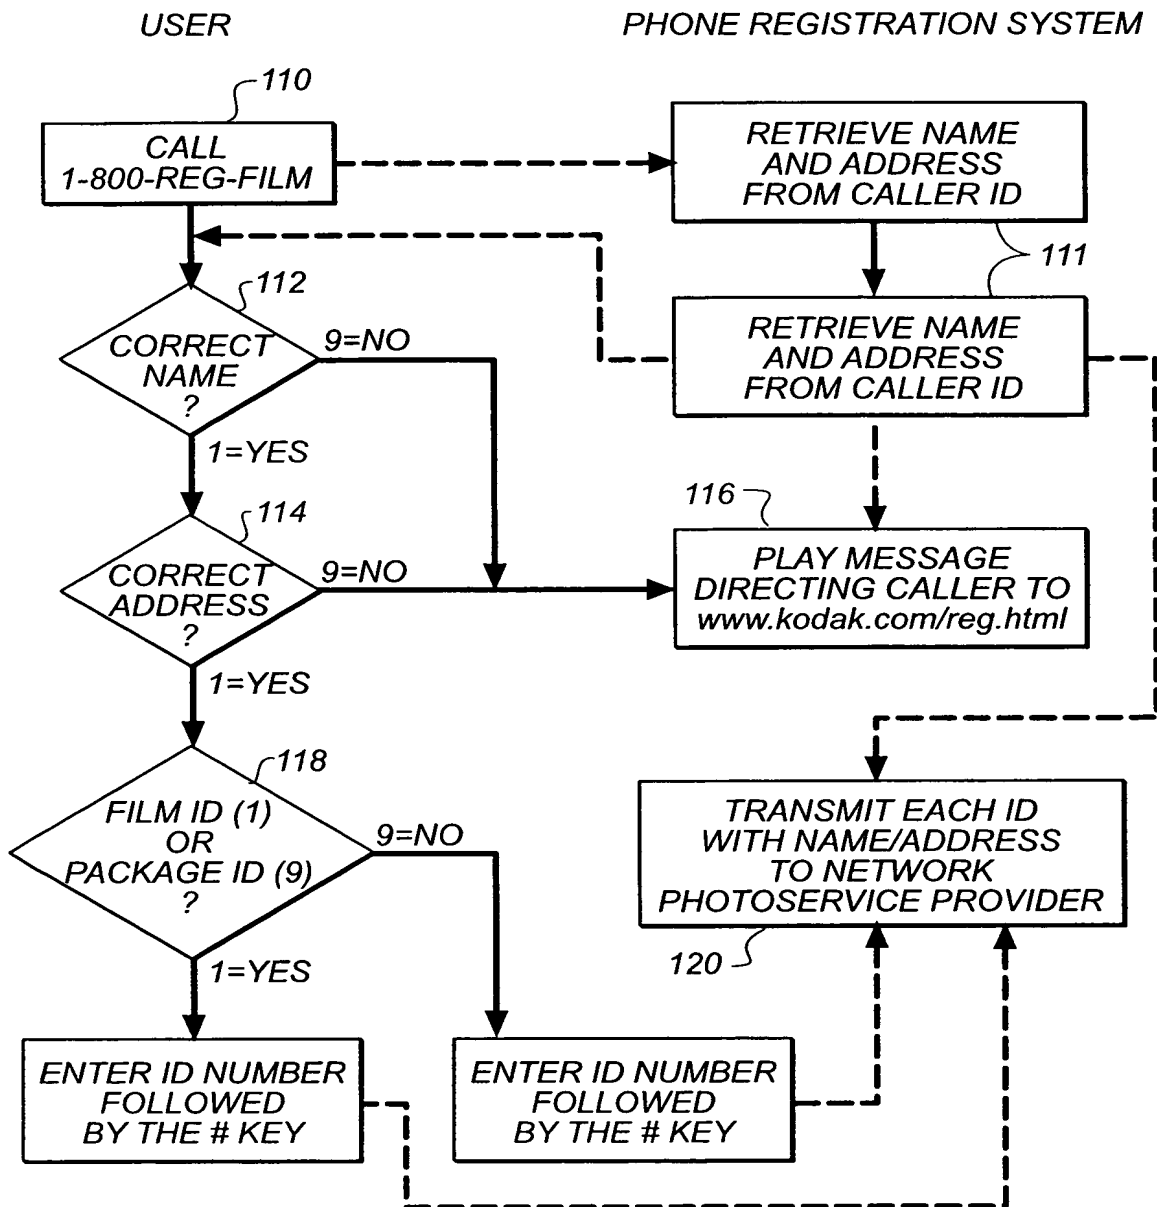 USER
PHONE REGISTRATION SYSTEM
110
CALL
1-800-REG-FILM
RETRIEVE NAME
AND ADDRESS
FROM CALLER ID
111
112
CORRECT
NAME
?
9=NO
1=YES
RETRIEVE NAME
AND ADDRESS
FROM CALLER ID
114
CORRECT
ADDRESS
?
9=NO
1=YES
116
PLAY MESSAGE
DIRECTING CALLER TO
www.kodak.com/reg.html
118
FILM ID (1)
OR
PACKAGE ID (9)
?
9=NO
1=YES
TRANSMIT EACH ID
WITH NAME/ADDRESS
TO NETWORK
PHOTOSERVICE PROVIDER
120
ENTER ID NUMBER
FOLLOWED
BY THE # KEY
ENTER ID NUMBER
FOLLOWED
BY THE # KEY